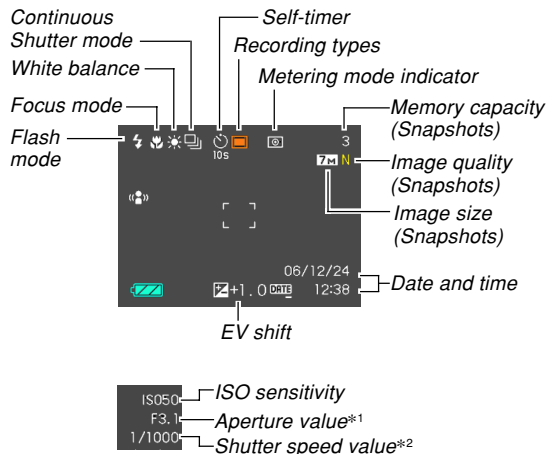 Continuous
Shutter mode
White balance
Focus mode
Flash
mode
Self-timer
Recording types
Metering mode indicator
Memory capacity
(Snapshots)
Image quality
(Snapshots)
Image size
(Snapshots)
Date and time
EV shift
10s
3
7M N
06/12/24
+1.0 DATE 12:38
ISO50
F3.1
1/1000
ISO sensitivity
Aperture value*1
Shutter speed value*2